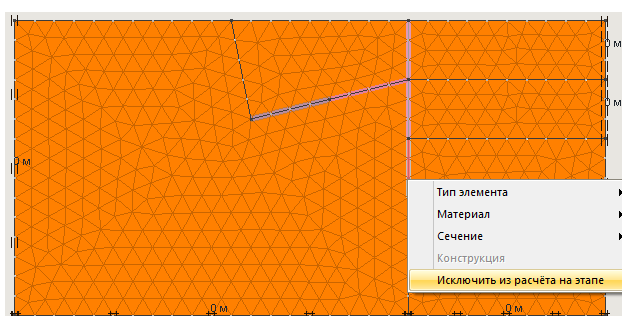 0 м
0 м
0 м
Тип элемента
Материал
Сечение
Конструкция
Исключить из расчёта на этапе
0 м
0 м